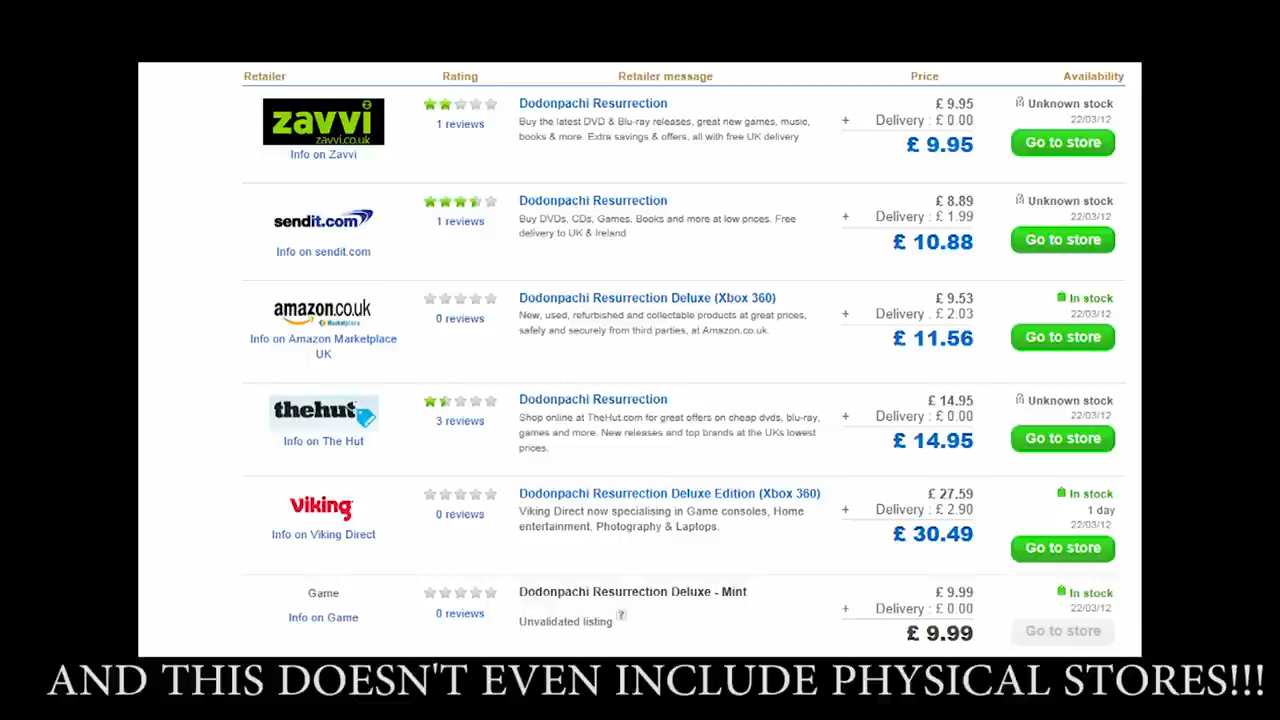 Retailer Rating Retailer message Price Availability
zavvi
zavvi.co.uk
Info on Zavvi
1 reviews
Dodonpachi Resurrection
Buy the latest DVD & Blu-ray releases, great new games, music,
books & more. Extra savings & offers, all with free UK delivery
£ 9.95
+ Delivery : £ 0.00
£ 9.95
Unknown stock
22/03/12
Go to store
sendit.com
Info on sendit.com
1 reviews
Dodonpachi Resurrection
Buy DVDs, CDs, Games, Books and more at low prices. Free
delivery to UK & Ireland
£ 8.89
+ Delivery : £ 1.99
£ 10.88
Unknown stock
22/03/12
Go to store
amazon.co.uk
Marketplace
Info on Amazon Marketplace
UK
0 reviews
Dodonpachi Resurrection Deluxe (Xbox 360)
New, used, refurbished and collectable products at great prices,
safely and securely from third parties, at Amazon.co.uk.
£ 9.53
+ Delivery : £ 2.03
£ 11.56
In stock
22/03/12
Go to store
thehut
Info on The Hut
3 reviews
Dodonpachi Resurrection
Shop online at TheHut.com for great offers on cheap dvds, blu-ray,
games and more. New releases and top brands at the UKs lowest
prices.
£ 14.95
+ Delivery : £ 0.00
£ 14.95
Unknown stock
22/03/12
Go to store
Viking
Info on Viking Direct
0 reviews
Dodonpachi Resurrection Deluxe Edition (Xbox 360)
Viking Direct now specialising in Game consoles, Home
entertainment, Photography & Laptops.
£ 27.59
+ Delivery : £ 2.90
£ 30.49
In stock
1 day
22/03/12
Go to store
Game
Info on Game
0 reviews
Dodonpachi Resurrection Deluxe - Mint
Unvalidated listing ?
£ 9.99
+ Delivery : £ 0.00
£ 9.99
In stock
22/03/12
Go to store
AND THIS DOESN'T EVEN INCLUDE PHYSICAL STORES!!!